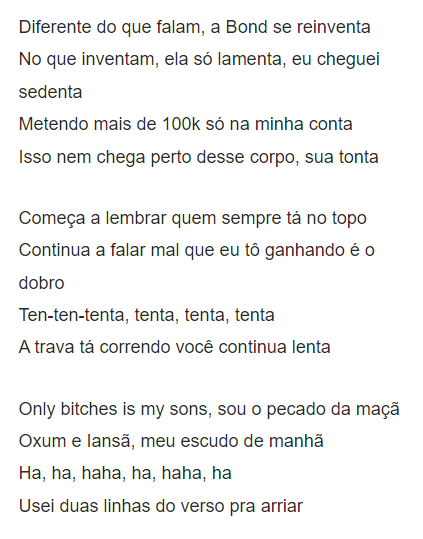 Diferente do que falam, a Bond se reinventa
No que inventam, ela só lamenta, eu cheguei
sedenta
Metendo mais de 100k só na minha conta
Isso nem chega perto desse corpo, sua tonta
Começa a lembrar quem sempre tá no topo
Continua a falar mal que eu tô ganhando é o
dobro
Ten-ten-tenta, tenta, tenta, tenta
A trava tá correndo você continua lenta
Only bitches is my sons, sou o pecado da maçã
Oxum e Iansã, meu escudo de manhã
Ha, ha, haha, ha, haha, ha
Usei duas linhas do verso pra arriar